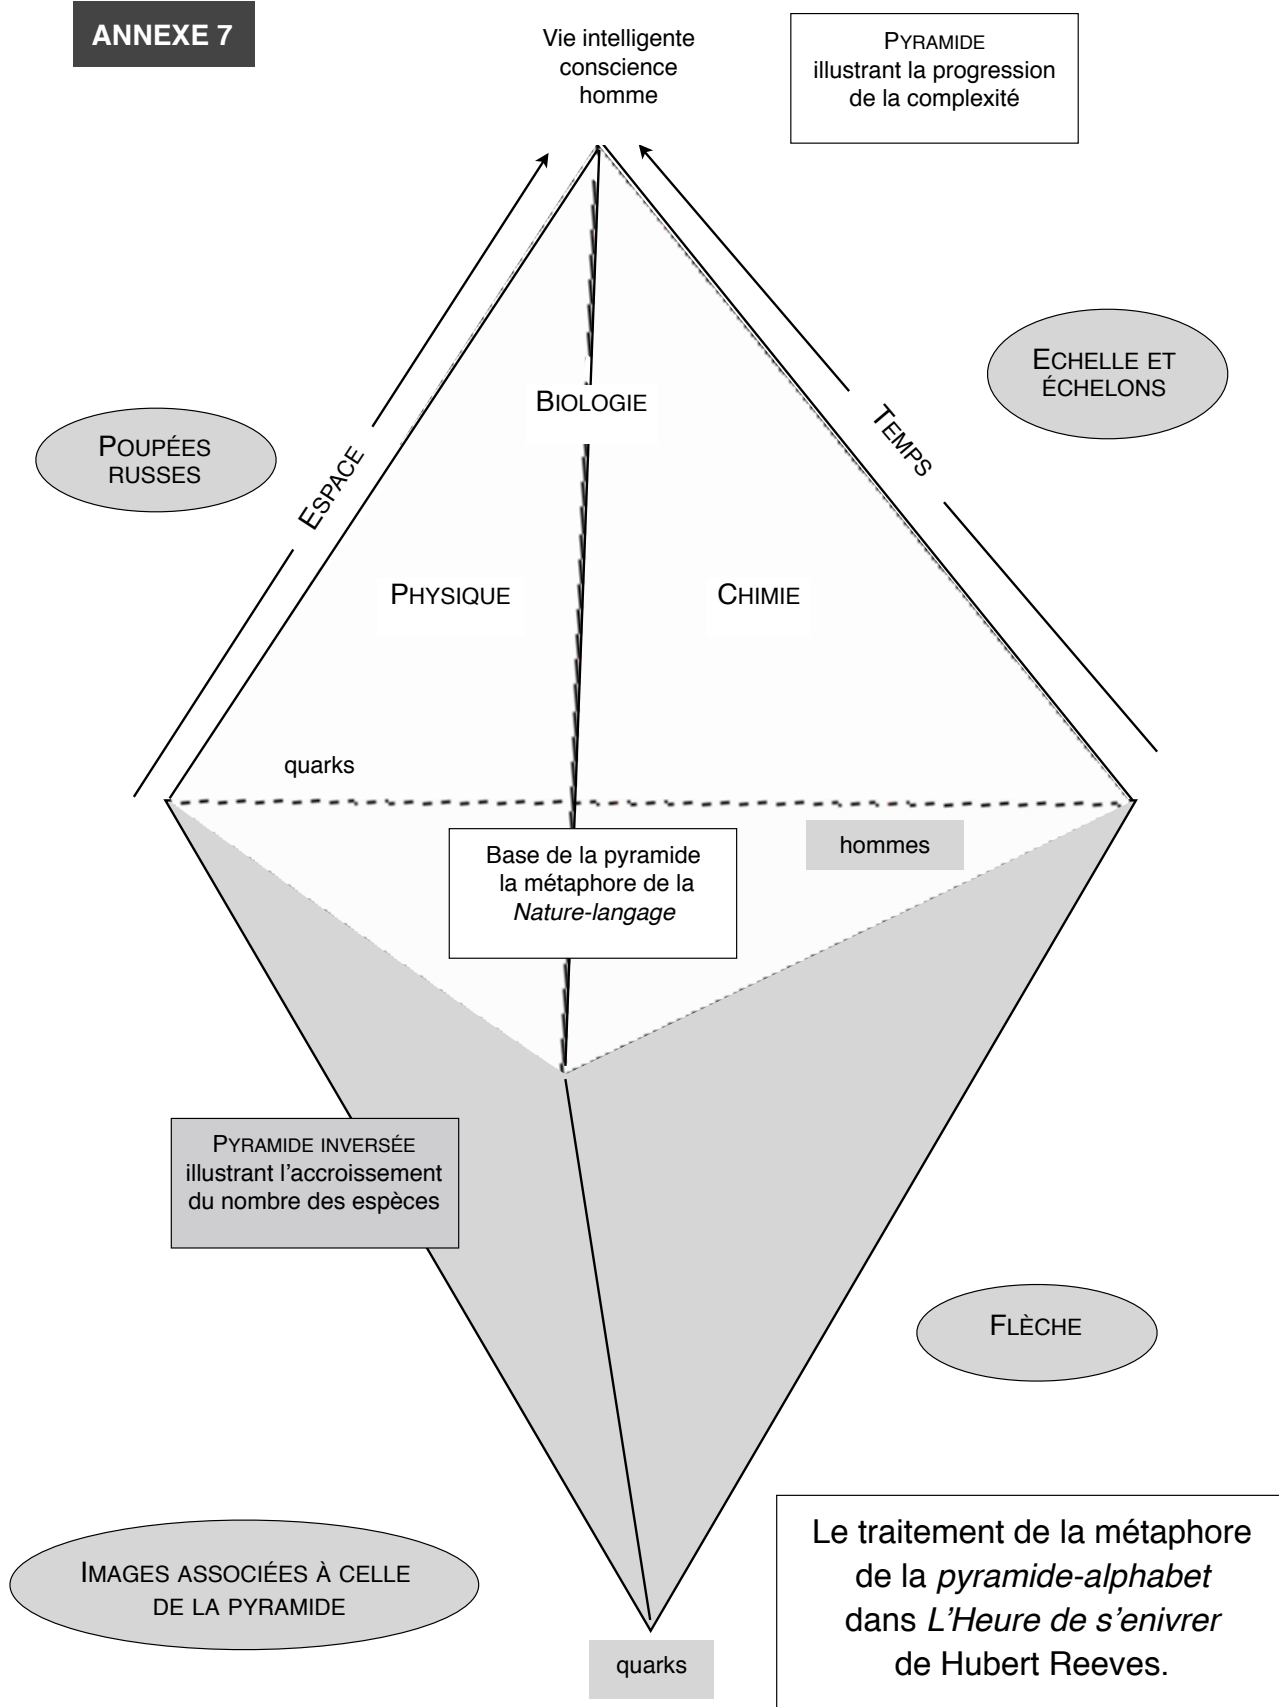 ANNEXE 7
Vie intelligente
conscience
homme
PYRAMIDE
illustrant la progression
de la complexité
ECHELLE ET
ÉCHELONS
BIOLOGIE
TEMPS
POUPÉES
RUSSES
ESPACE
PHYSIQUE
CHIMIE
quarks
hommes
Base de la pyramide
la métaphore de la
Nature-langage
PYRAMIDE INVERSÉE
illustrant l'accroissement
du nombre des espèces
FLÈCHE
IMAGES ASSOCIÉES À CELLE
DE LA PYRAMIDE
quarks
Le traitement de la métaphore
de la pyramide-alphabet
dans L'Heure de s'enivrer
de Hubert Reeves.